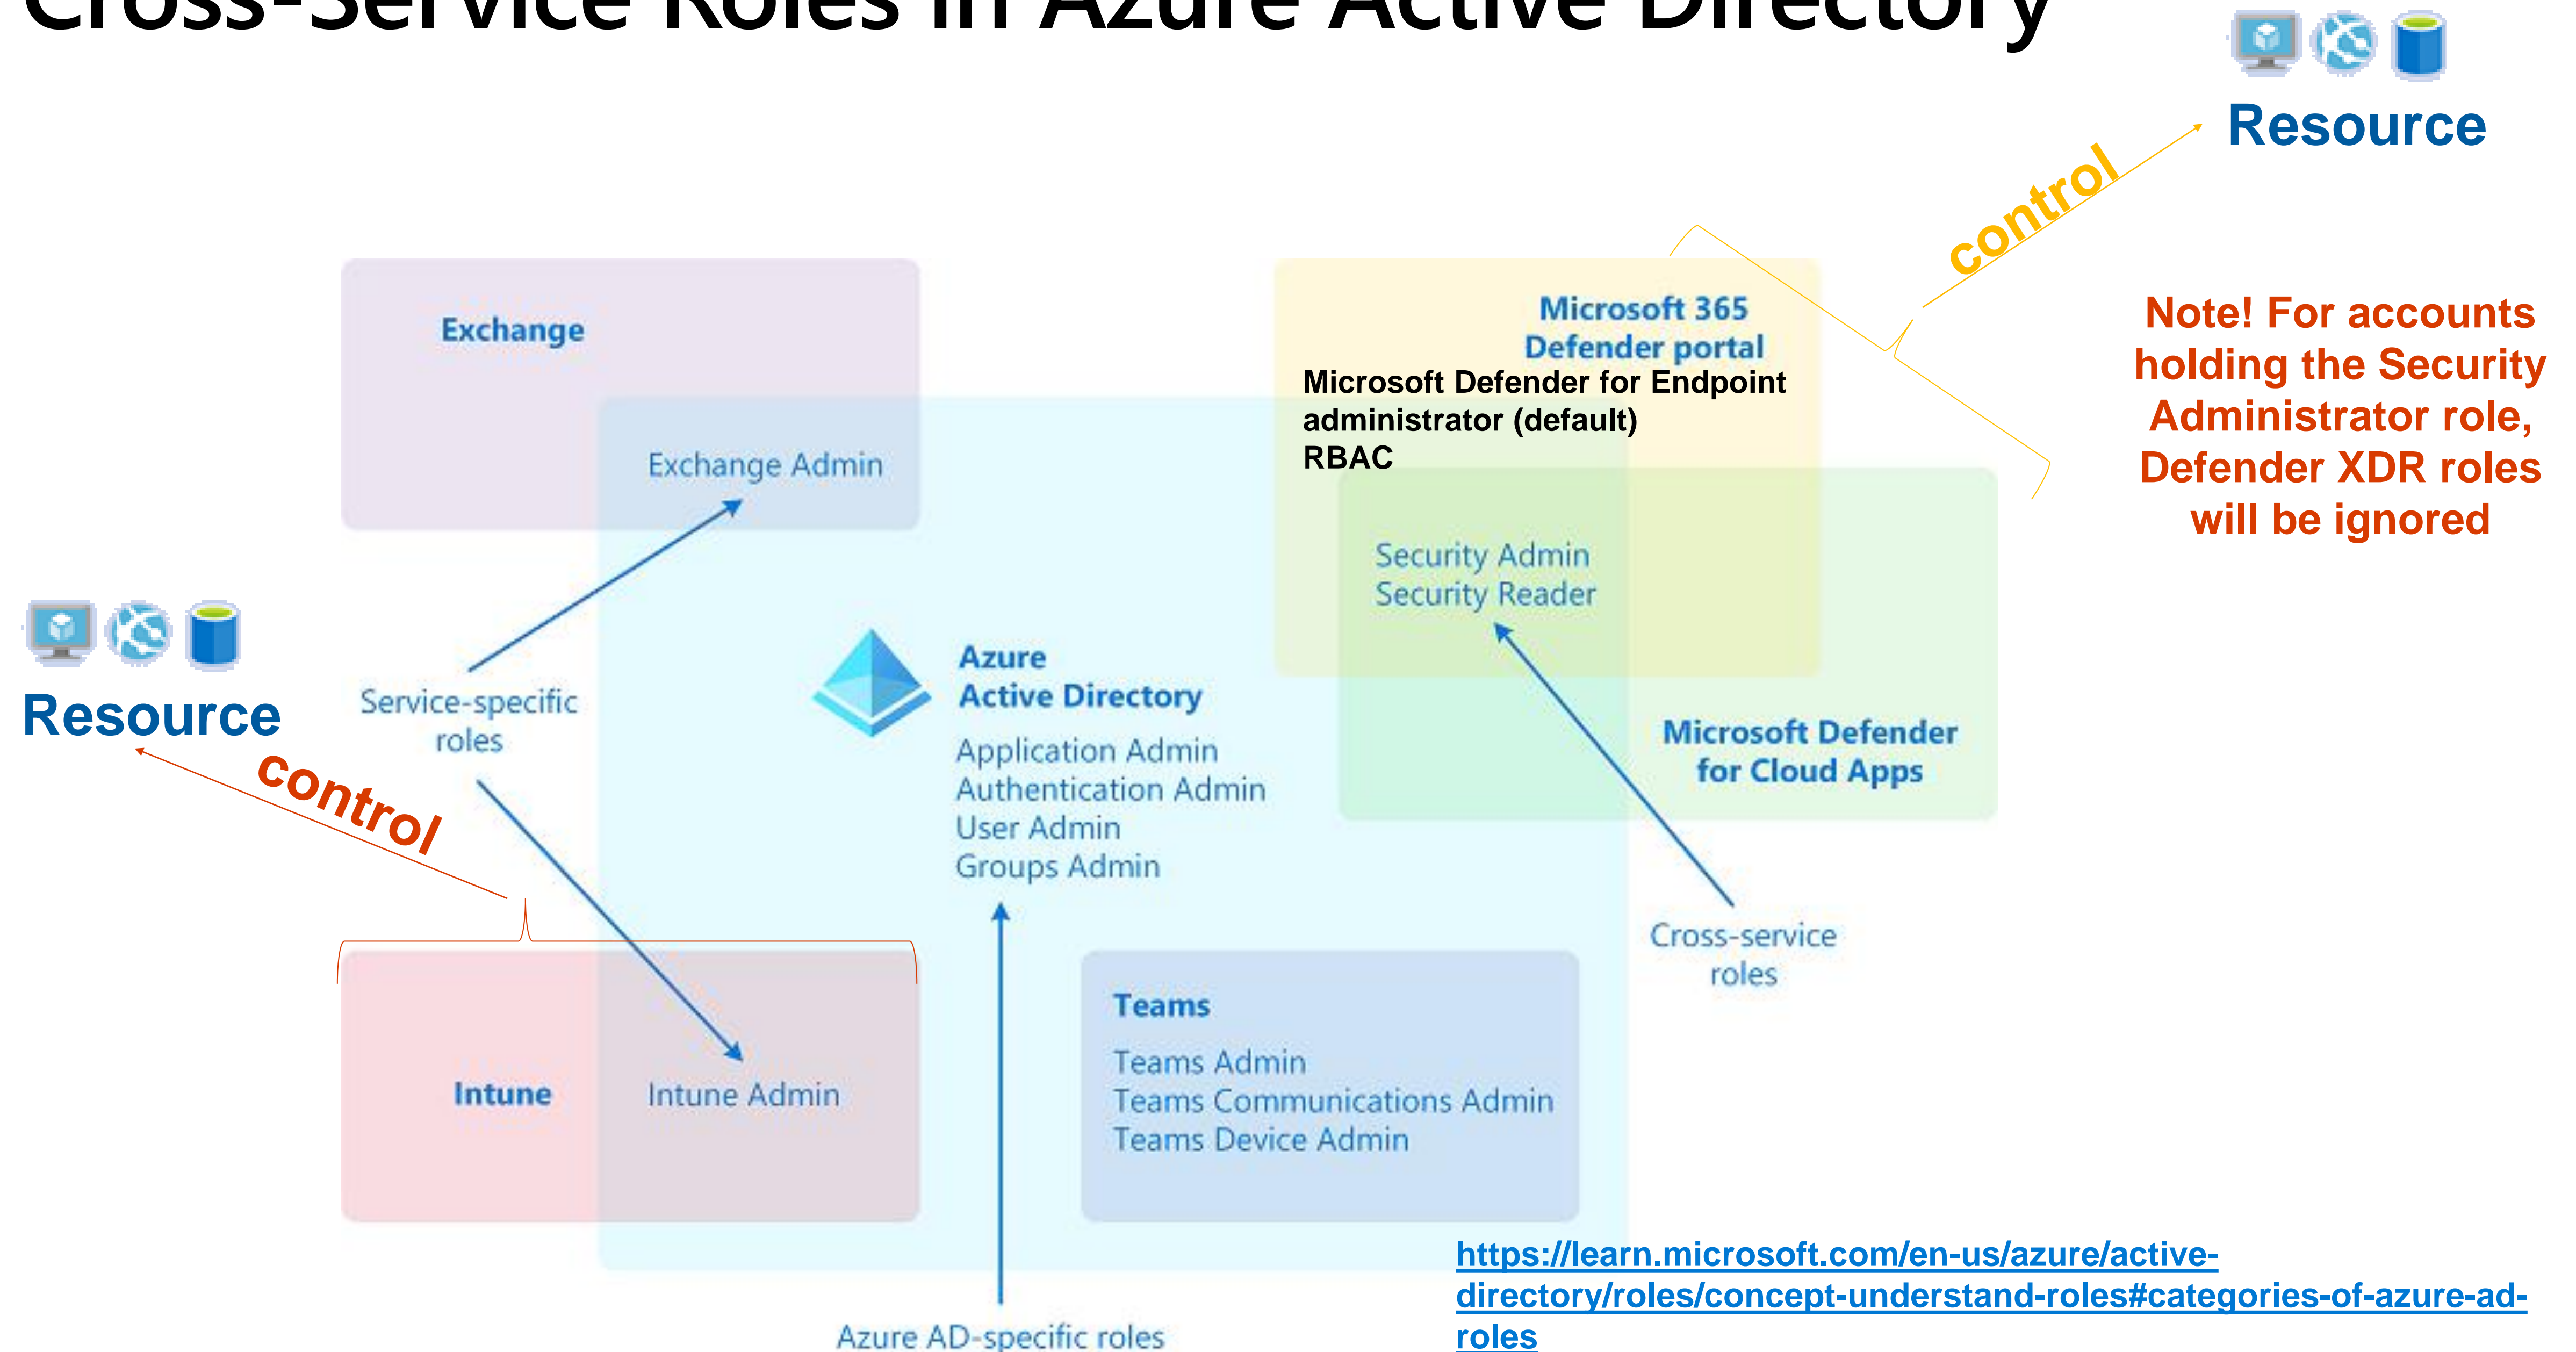 Cross-Service Roles in Azure Active Directory
Resource
control
Note! For accounts
holding the Security
Administrator role,
Defender XDR roles
will be ignored
Exchange
Exchange Admin
Microsoft 365
Defender portal
Microsoft Defender for Endpoint
administrator (default)
RBAC
Security Admin
Security Reader
Microsoft Defender
for Cloud Apps
Resource
control
Service-specific
roles
Azure
Active Directory
Application Admin
Authentication Admin
User Admin
Groups Admin
Cross-service
roles
Intune
Intune Admin
Teams
Teams Admin
Teams Communications Admin
Teams Device Admin
Azure AD-specific roles
https://learn.microsoft.com/en-us/azure/active-
directory/roles/concept-understand-roles#categories-of-azure-ad-
roles